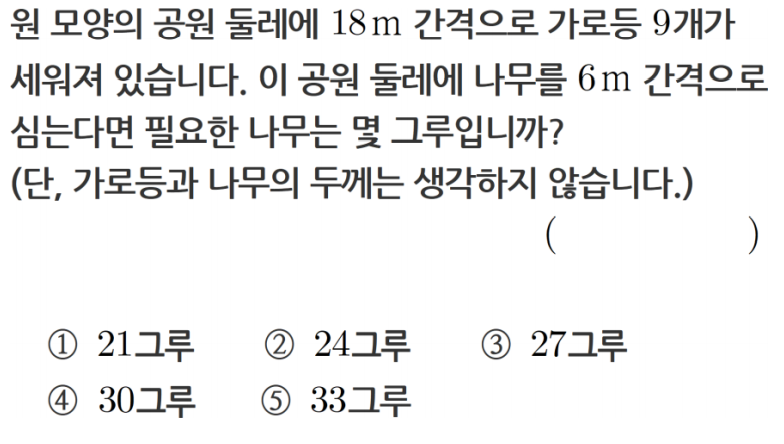 원 모양의 공원 둘레에 18 m 간격으로 가로등 9개가
세워져 있습니다. 이 공원 둘레에 나무를 6 m 간격으로
심는다면 필요한 나무는 몇 그루입니까?
(단, 가로등과 나무의 두께는 생각하지 않습니다.)
( )
① 21그루 ② 24그루 ③ 27그루
④ 30그루 ⑤ 33그루